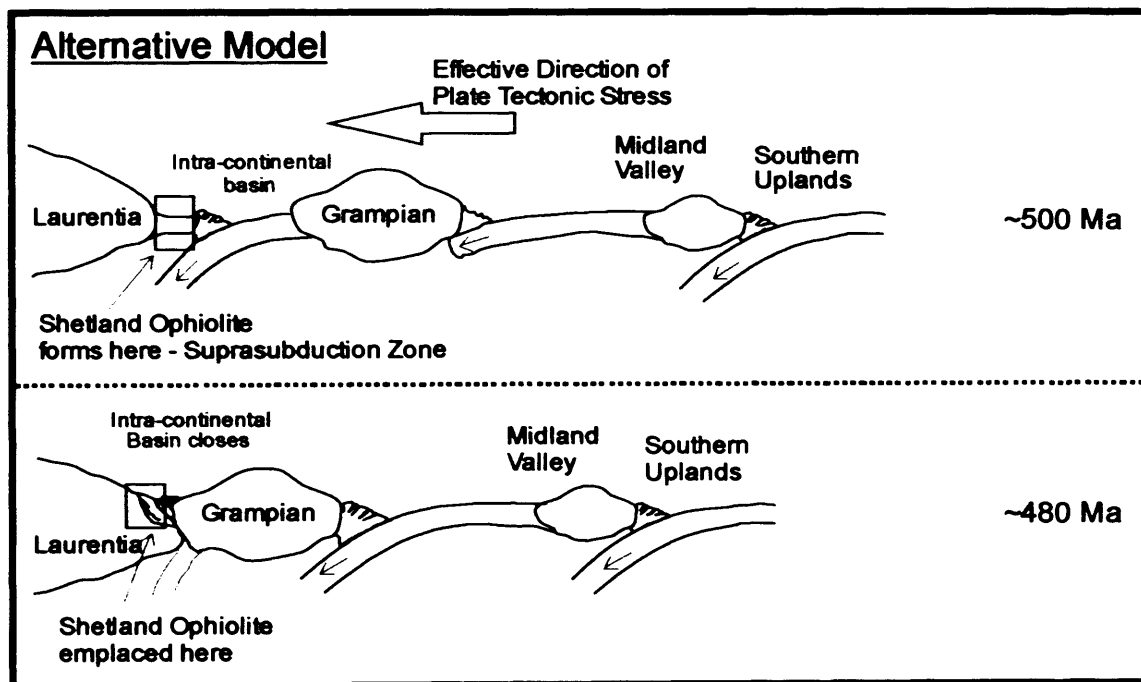 Alternative Model
Effective Direction of
Plate Tectonic Stress
Intra-continental
basin
Midland
Valley
Southern
Uplands
Laurentia
Grampian
~500 Ma
Shetland Ophiolite
forms here - Suprasubduction Zone
Intra-continental
Basin closes
Midland
Valley
Southern
Uplands
Grampian
~480 Ma
Laurentia
Shetland Ophiolite
emplaced here